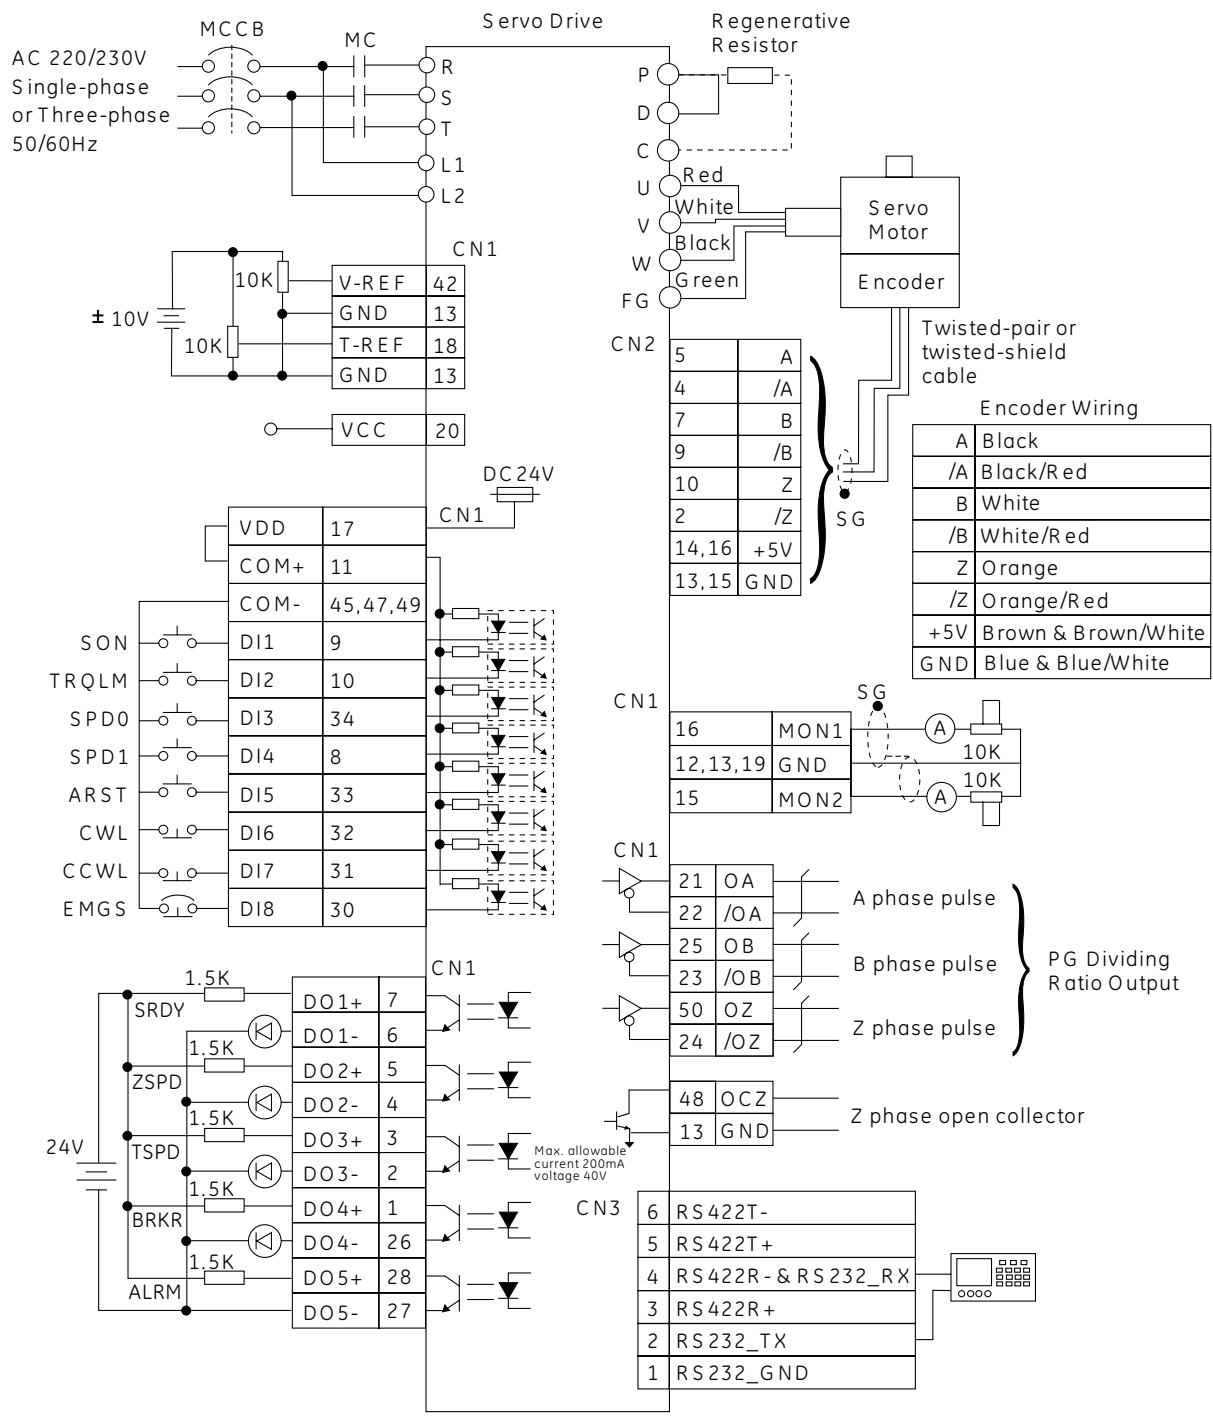 Servo Drive
Regenerative
Resistor
MCCB
MC
AC 220/230V
Single-phase
or Three-phase
50/60Hz
R
S
T
L1
L2
P
D
C
U
V
W
FG
Red
White
Black
Green
Servo
Motor
Encoder
CN1
10K
10K
± 10V
V-REF 42
GND 13
T-REF 18
GND 13
VCC 20
CN2
5 A
4 /A
7 B
9 /B
10 Z
2 /Z
14,16 +5V
13,15 GND
SG
Twisted-pair or
twisted-shield
cable
Encoder Wiring
A Black
/A Black/Red
B White
/B White/Red
Z Orange
/Z Orange/Red
+5V Brown & Brown/White
GND Blue & Blue/White
DC24V
CN1
VDD 17
COM+ 11
COM- 45,47,49
SON DI1 9
TRQLM DI2 10
SPD0 DI3 34
SPD1 DI4 8
ARST DI5 33
CWL DI6 32
CCWL DI7 31
EMGS DI8 30
CN1
SG
16 MON1
12,13,19 GND
15 MON2
A
10K
10K
A
CN1
21 OA
22 /OA
25 OB
23 /OB
50 OZ
24 /OZ
A phase pulse
B phase pulse
Z phase pulse
PG Dividing
Ratio Output
48 OCZ
13 GND
Z phase open collector
Max. allowable
current 200mA
voltage 40V
CN1
24V
1.5K
SRDY
DO1+ 7
DO1- 6
1.5K
ZSPD
DO2+ 5
DO2- 4
1.5K
TSPD
DO3+ 3
DO3- 2
1.5K
BRKR
DO4+ 1
DO4- 26
1.5K
ALRM
DO5+ 28
DO5- 27
CN3
6 RS422T-
5 RS422T+
4 RS422R-&RS232_RX
3 RS422R+
2 RS232_TX
1 RS232_GND